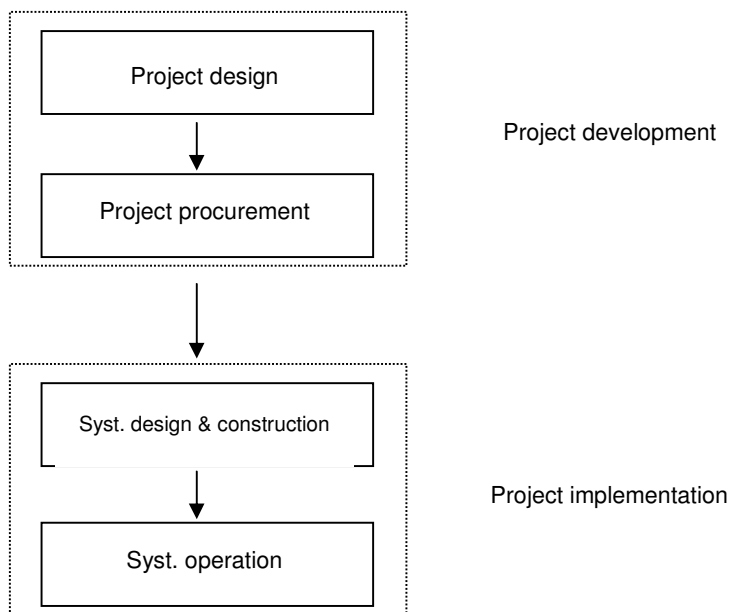 Project design
Project development
Project procurement
Syst. design & construction
Project implementation
Syst. operation